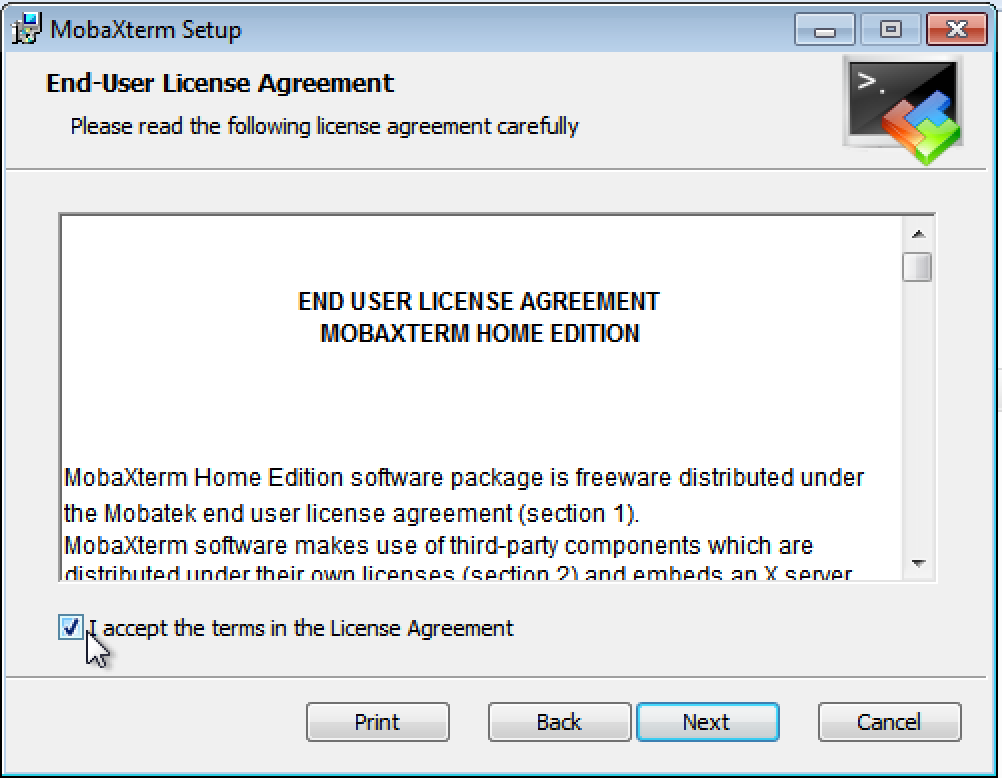 MobaXterm Setup
End-User License Agreement
Please read the following license agreement carefully
>.
END USER LICENSE AGREEMENT
MOBAXTERM HOME EDITION
MobaXterm Home Edition software package is freeware distributed under
the Mobatek end user license agreement (section 1).
MobaXterm software makes use of third-party components which are
distributed under their own licenses (section 2) and embeds an X server
I accept the terms in the License Agreement
Print Back Next Cancel